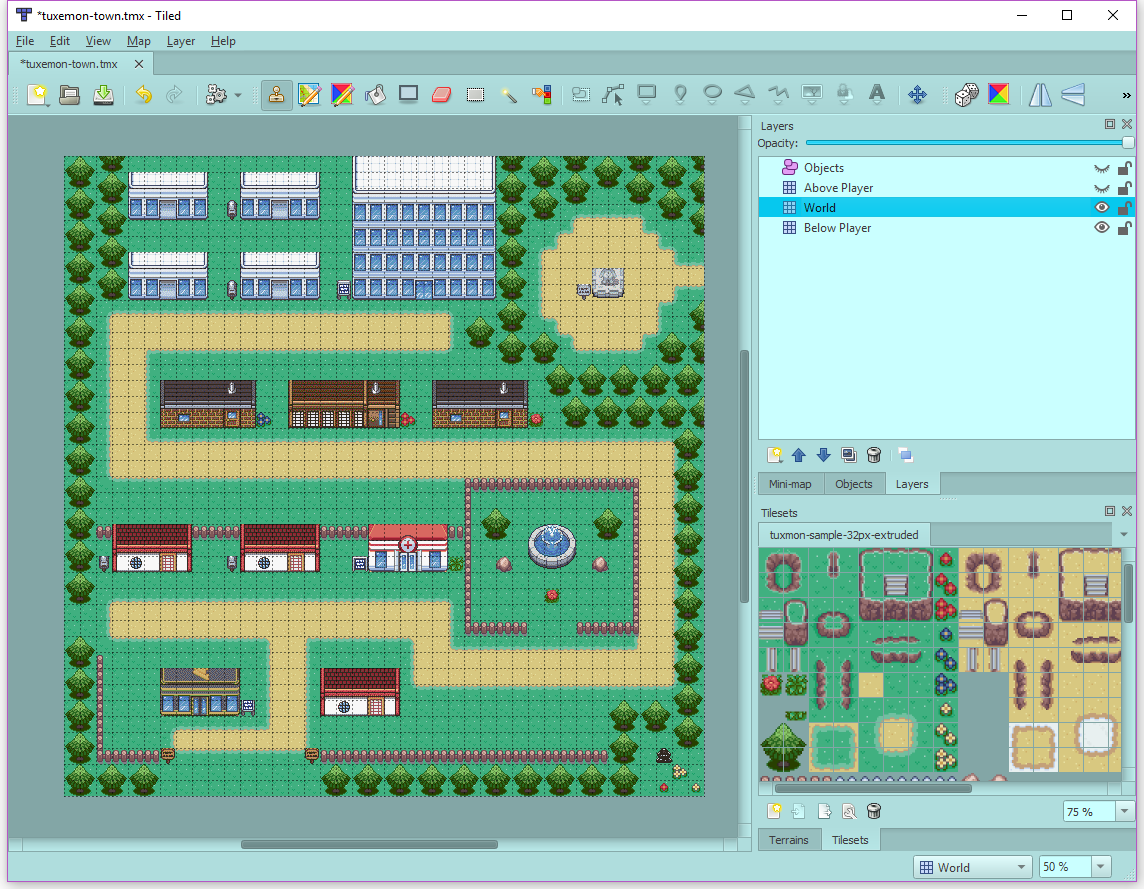 *tuxemon-town.tmx - Tiled
File Edit View Map Layer Help
*tuxemon-town.tmx
Layers
Opacity:
Objects
Above Player
World
Below Player
Mini-map Objects Layers
Tilesets
tuxmon-sample-32px-extruded
75 %
Terrains Tilesets
World 50 %